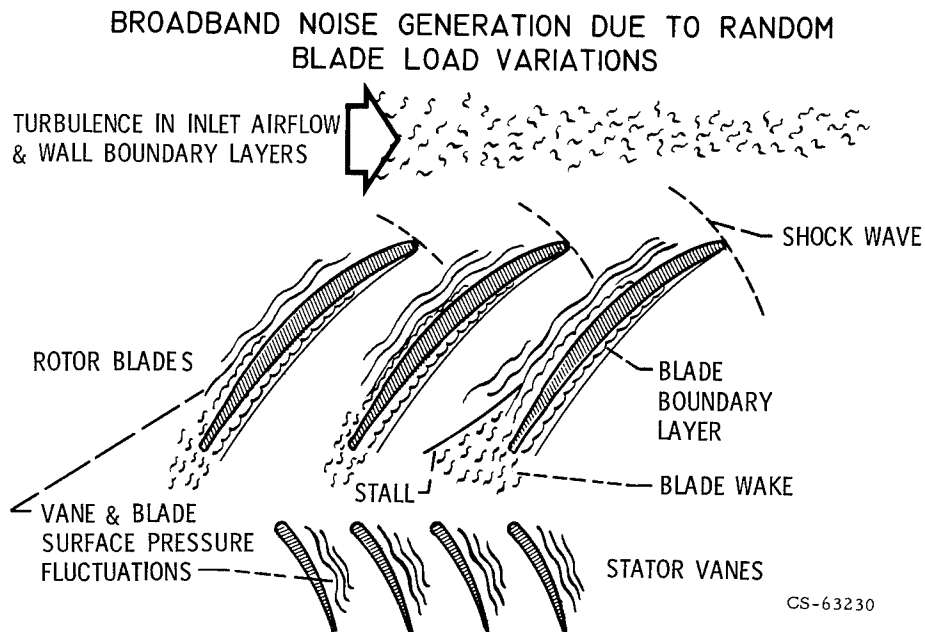 BROADBAND NOISE GENERATION DUE TO RANDOM
BLADE LOAD VARIATIONS
TURBULENCE IN INLET AIRFLOW
& WALL BOUNDARY LAYERS
SHOCK WAVE
ROTOR BLADES
BLADE
BOUNDARY
LAYER
STALL
BLADE WAKE
VANE & BLADE
SURFACE PRESSURE
FLUCTUATIONS
STATOR VANES
CS-63230